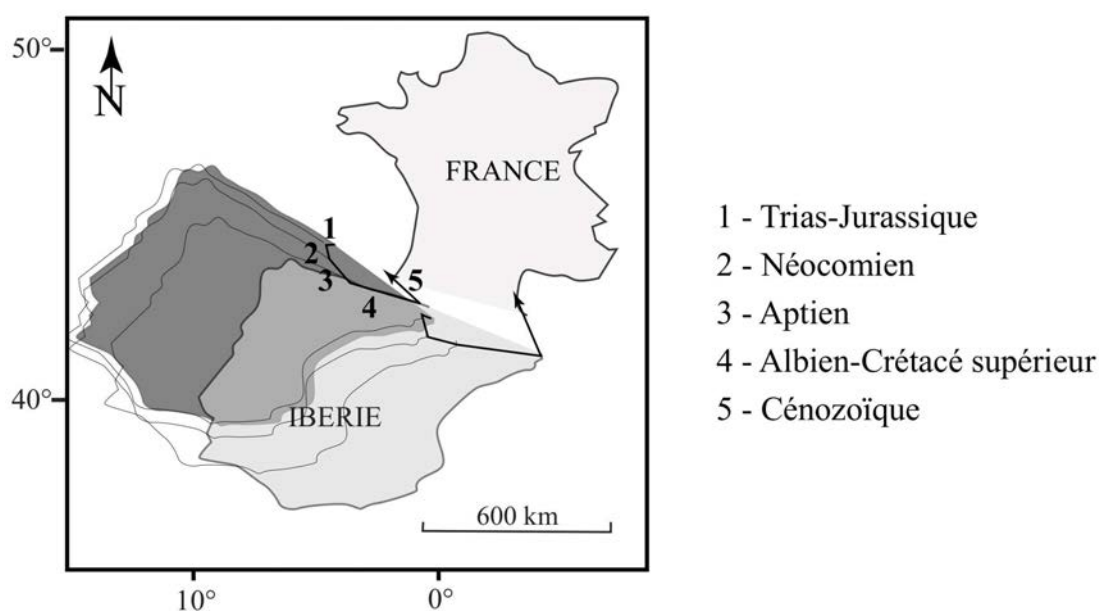 50°
N
FRANCE
1
2
3
4
5
40°
IBERIE
600 km
10°
0°
1 - Trias-Jurassique
2 - Néocomien
3 - Aptien
4 - Albien-Crétacé supérieur
5 - Cénozoïque